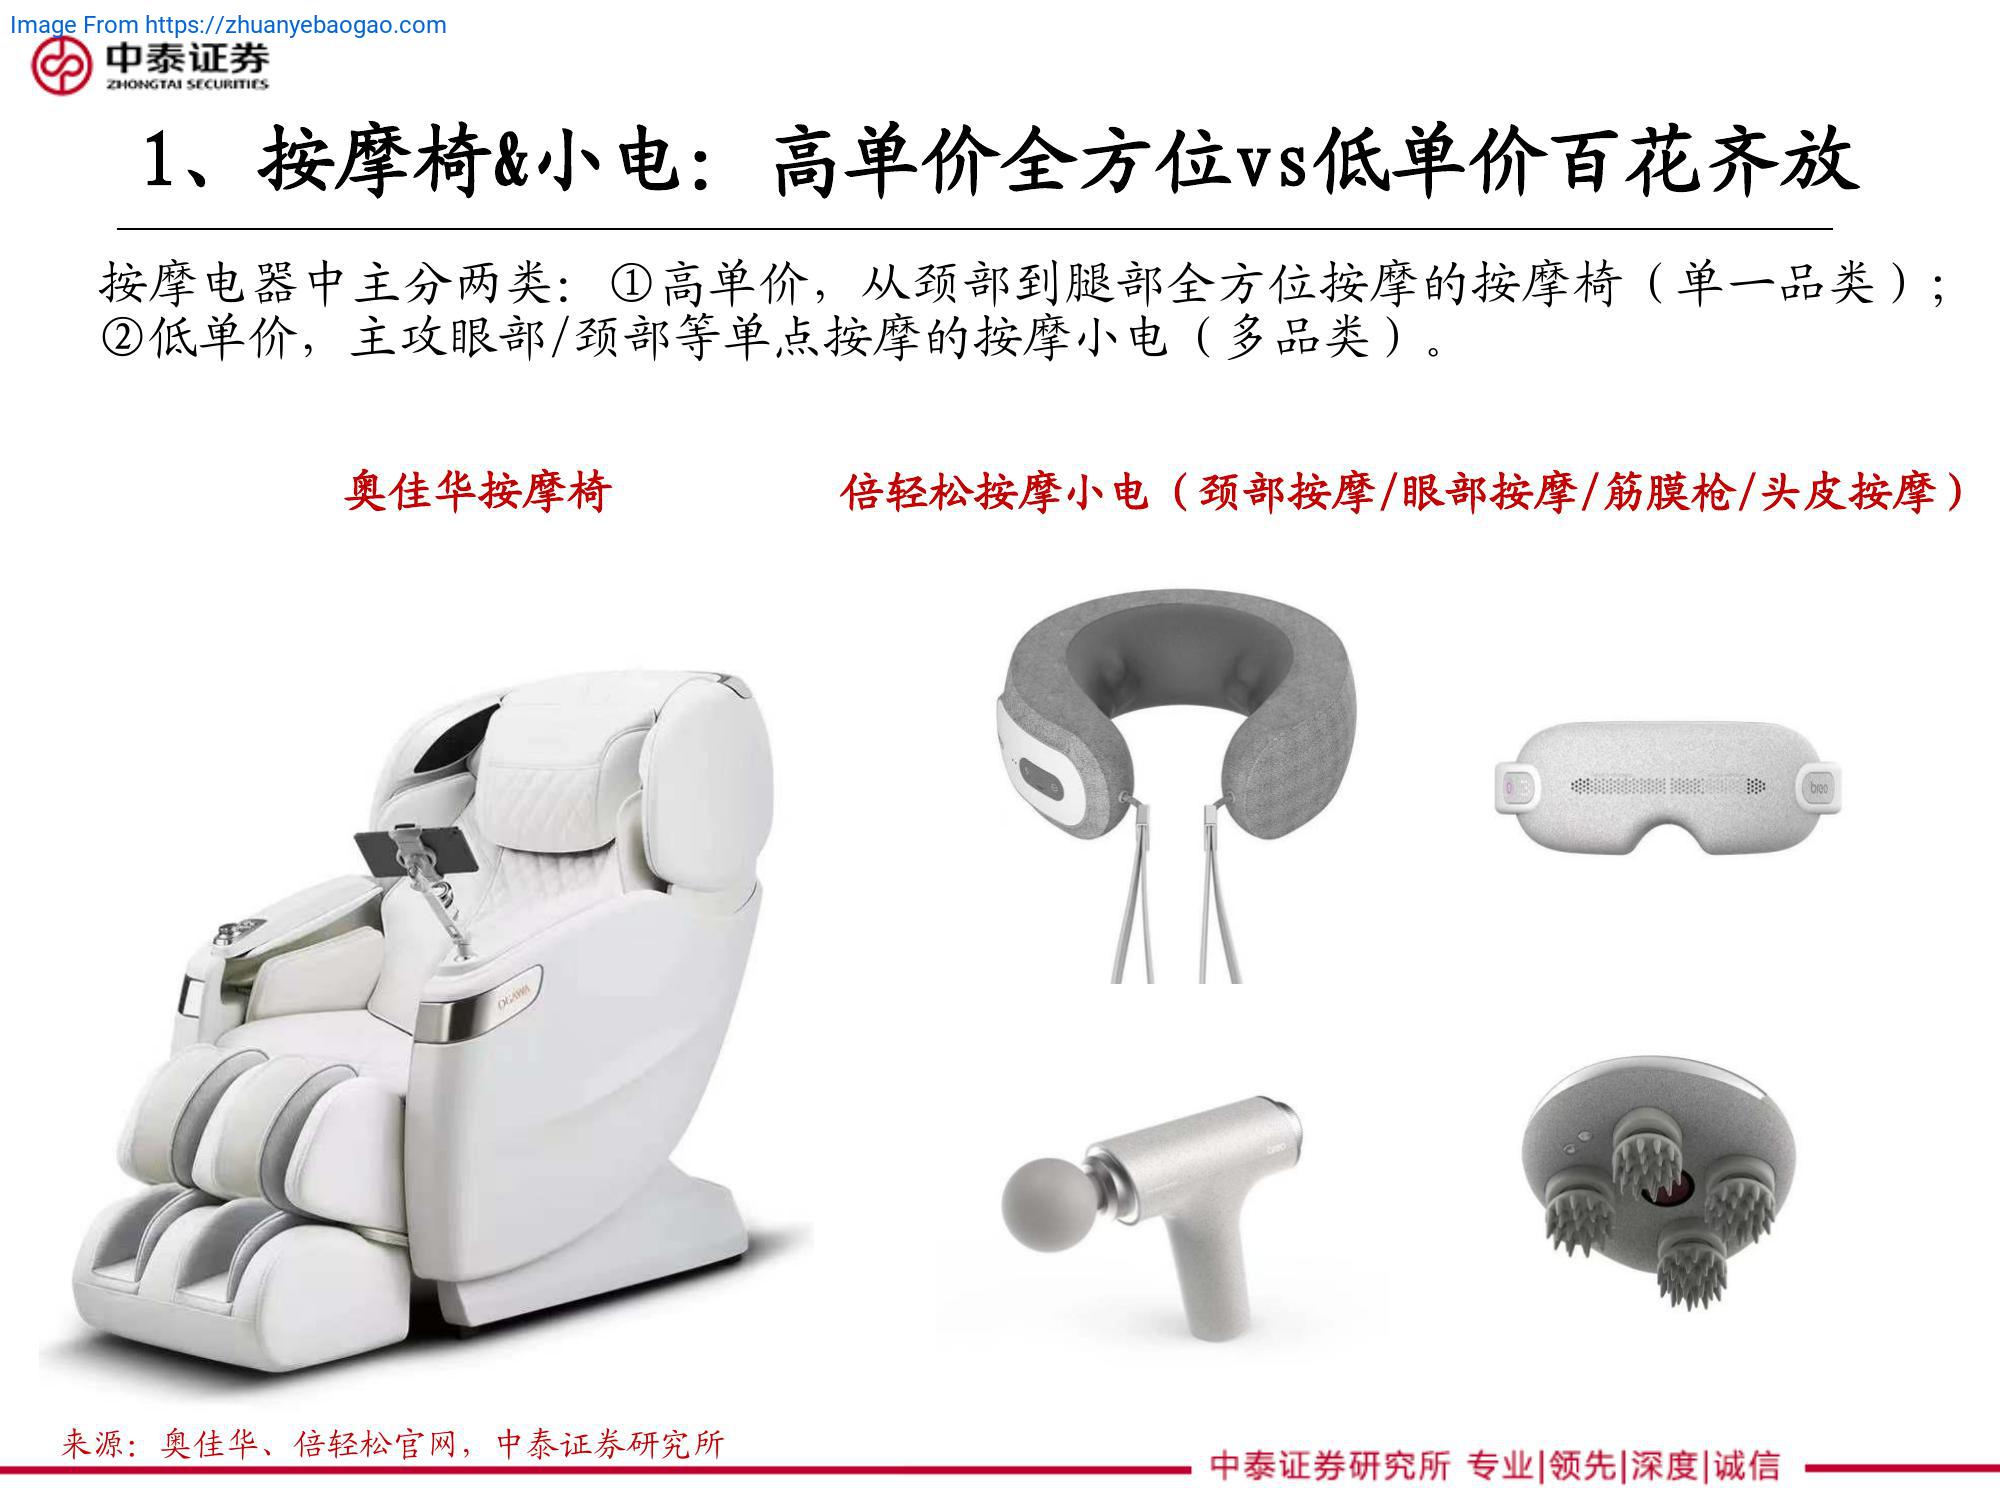 Image From https://zhuanyebaogao.com
中泰证券
ZHONGTAI SECURITIES
1、按摩椅&小电：高单价全方位vs低单价百花齐放
按摩电器中主分两类：①高单价，从颈部到腿部全方位按摩的按摩椅（单一品类）；
②低单价，主攻眼部/颈部等单点按摩的按摩小电（多品类）。
奥佳华按摩椅
倍轻松按摩小电（颈部按摩/眼部按摩/筋膜枪/头皮按摩）
breo
OGAWA
breo
来源：奥佳华、倍轻松官网，中泰证券研究所
中泰证券研究所 专业|领先|深度|诚信